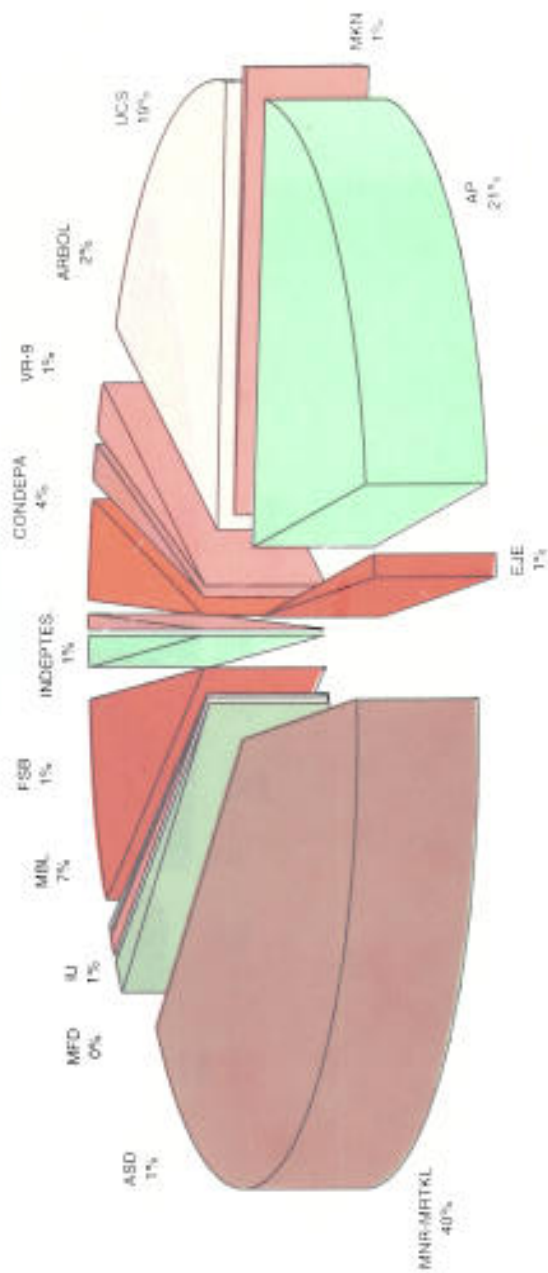 ASD
1%
MFD
0%
IU
1%
MBL
7%
FSB
1%
INDEPTES
1%
CONDEPA
4%
VR-9
1%
ARBOL
2%
UCS
19%
MKN
1%
AP
21%
EJE
1%
MNR-MRTKL
40%